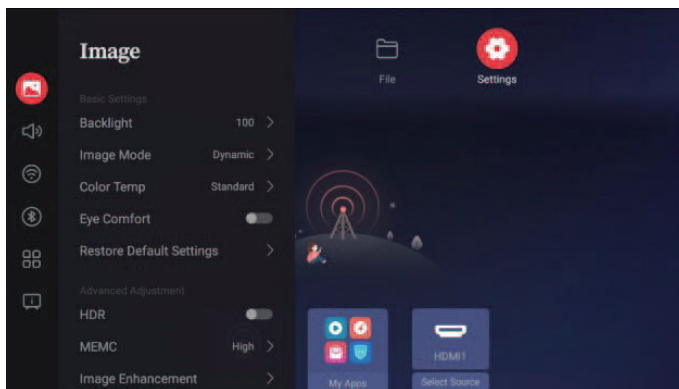 Image
File
Settings
Basic Settings
Backlight 100
Image Mode Dynamic
Color Temp Standard
Eye Comfort
Restore Default Settings
Advanced Adjustment
HDR
MEMC High
Image Enhancement
HDMI1
My Apps
Select Source